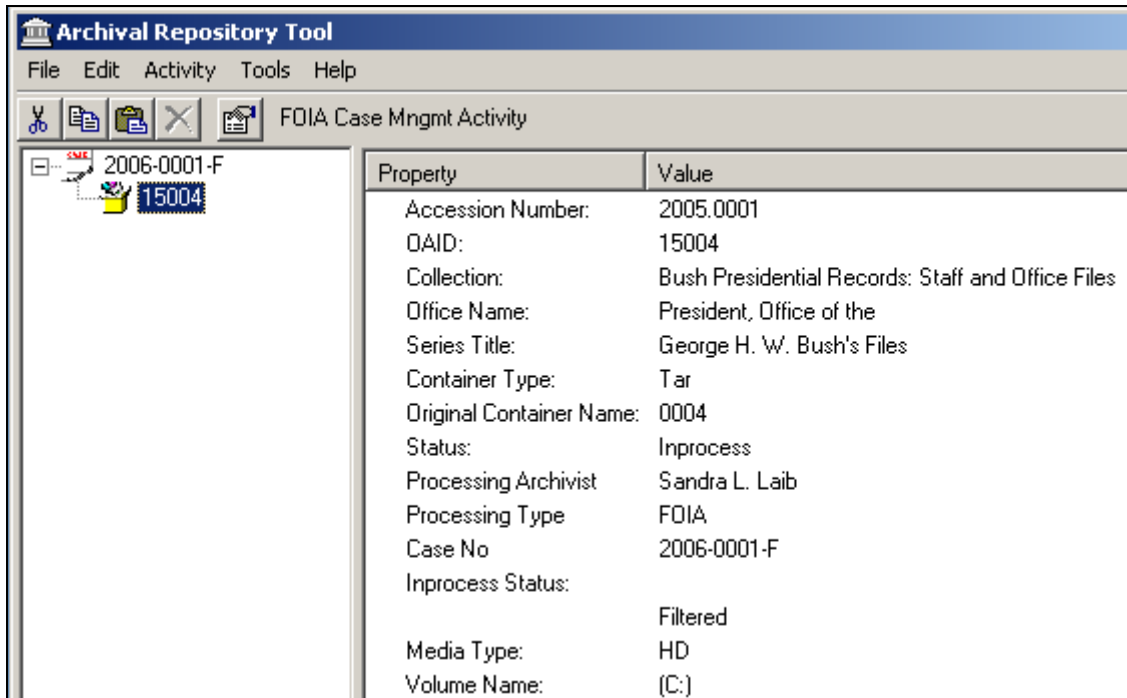 Archival Repository Tool
File Edit Activity Tools Help
FOIA Case Mngmt Activity
2006-0001-F
15004
Property Value
Accession Number: 2005.0001
OAID: 15004
Collection: Bush Presidential Records: Staff and Office Files
Office Name: President, Office of the
Series Title: George H. W. Bush's Files
Container Type: Tar
Original Container Name: 0004
Status: Inprocess
Processing Archivist Sandra L. Laib
Processing Type FOIA
Case No 2006-0001-F
Inprocess Status:
Filtered
Media Type: HD
Volume Name: (C:)